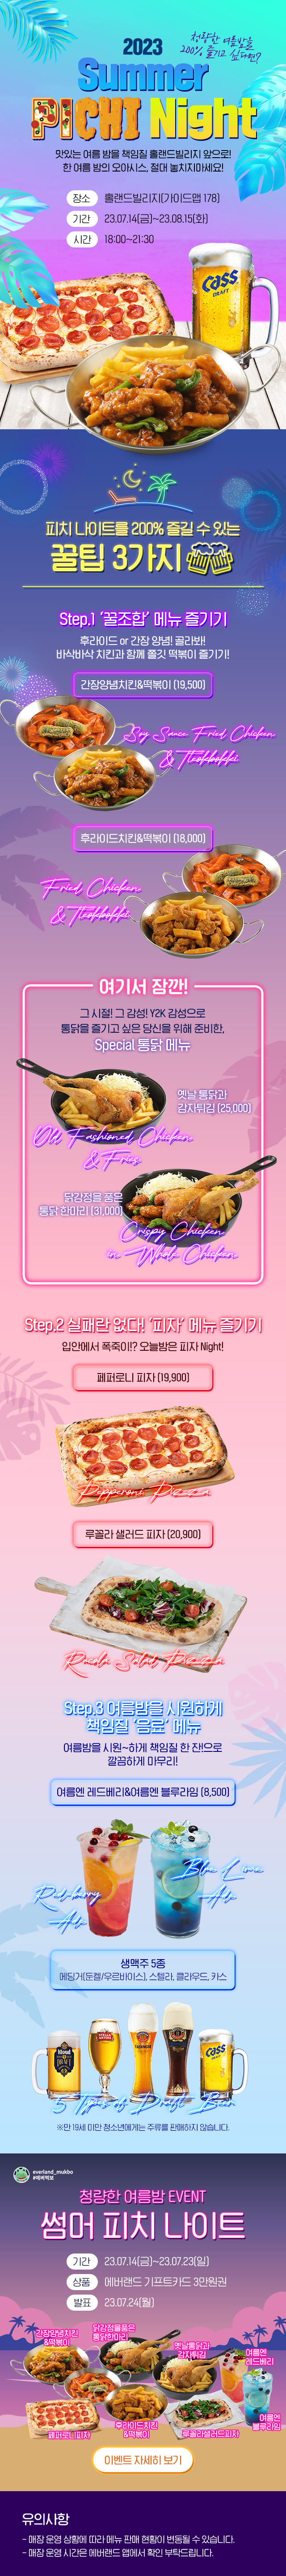 청량한 여름밤을
200% 즐기고 싶다면?
2023
Summer
PICHI Night
맛있는 여름 밤을 책임질 홀랜드빌리지 앞으로!
한 여름 밤의 오아시스, 절대 놓치지마세요!
장소 홀랜드빌리지(가이드맵 178)
기간 23.07.14(금)~23.08.15(화)
시간 18:00~21:30
Cass
DRAFT
피치 나이트를 200% 즐길 수 있는
꿀팁 3가지
Step.1 '꿀조합' 메뉴 즐기기
후라이드 or 간장 양념! 골라봐!
바삭바삭 치킨과 함께 쫄깃 떡볶이 즐기기!
간장양념치킨&떡볶이 (19,500)
Soy Sauce Fried Chicken
& Tteokbokki
후라이드치킨&떡볶이 (18,000)
Fried Chicken
& Tteokbokki
여기서 잠깐!
그 시절! 그 감성! Y2K 감성으로
통닭을 즐기고 싶은 당신을 위해 준비한,
Special 통닭 메뉴
옛날 통닭과
감자튀김 (25,000)
Old Fashioned Chicken
& Fries
닭강정을 품은
통닭 한마리 (31,000)
Crispy Chicken
in Whole Chicken
Step.2 실패란 없다! '피자' 메뉴 즐기기
입안에서 폭죽이!? 오늘밤은 피자 Night!
페퍼로니 피자 (19,900)
Pepperoni Pizza
루꼴라 샐러드 피자 (20,900)
Rucola Salad Pizza
Step.3 여름밤을 시원하게
책임질 '음료' 메뉴
여름밤을 시원~하게 책임질 한 잔!으로
깔끔하게 마무리!
여름엔 레드베리&여름엔 블루라임 (8,500)
Red berry
Ade
Blue Lime
Ade
생맥주 5종
에딩거(둔켈/우르바이스), 스텔라, 클라우드, 카스
Kloud
DRAFT
STELLA ARTOIS
ERDINGER
Cass
5 Types of Draft Beer
※만 19세 미만 청소년에게는 주류를 판매하지 않습니다.
everland_mukbo
#에버먹보
청량한 여름밤 EVENT
썸머 피치 나이트
기간 23.07.14(금)~23.07.23(일)
상품 에버랜드 기프트카드 3만원권
발표 23.07.24(월)
간장양념치킨
&떡볶이
닭강정을품은
통닭한마리
옛날통닭과
감자튀김
여름엔
레드베리
여름엔
블루라임
페퍼로니피자
후라이드치킨
&떡볶이
루꼴라샐러드피자
이벤트 자세히 보기
유의사항
- 매장 운영 상황에 따라 메뉴 판매 현황이 변동될 수 있습니다.
- 매장 운영 시간은 에버랜드 앱에서 확인 부탁드립니다.